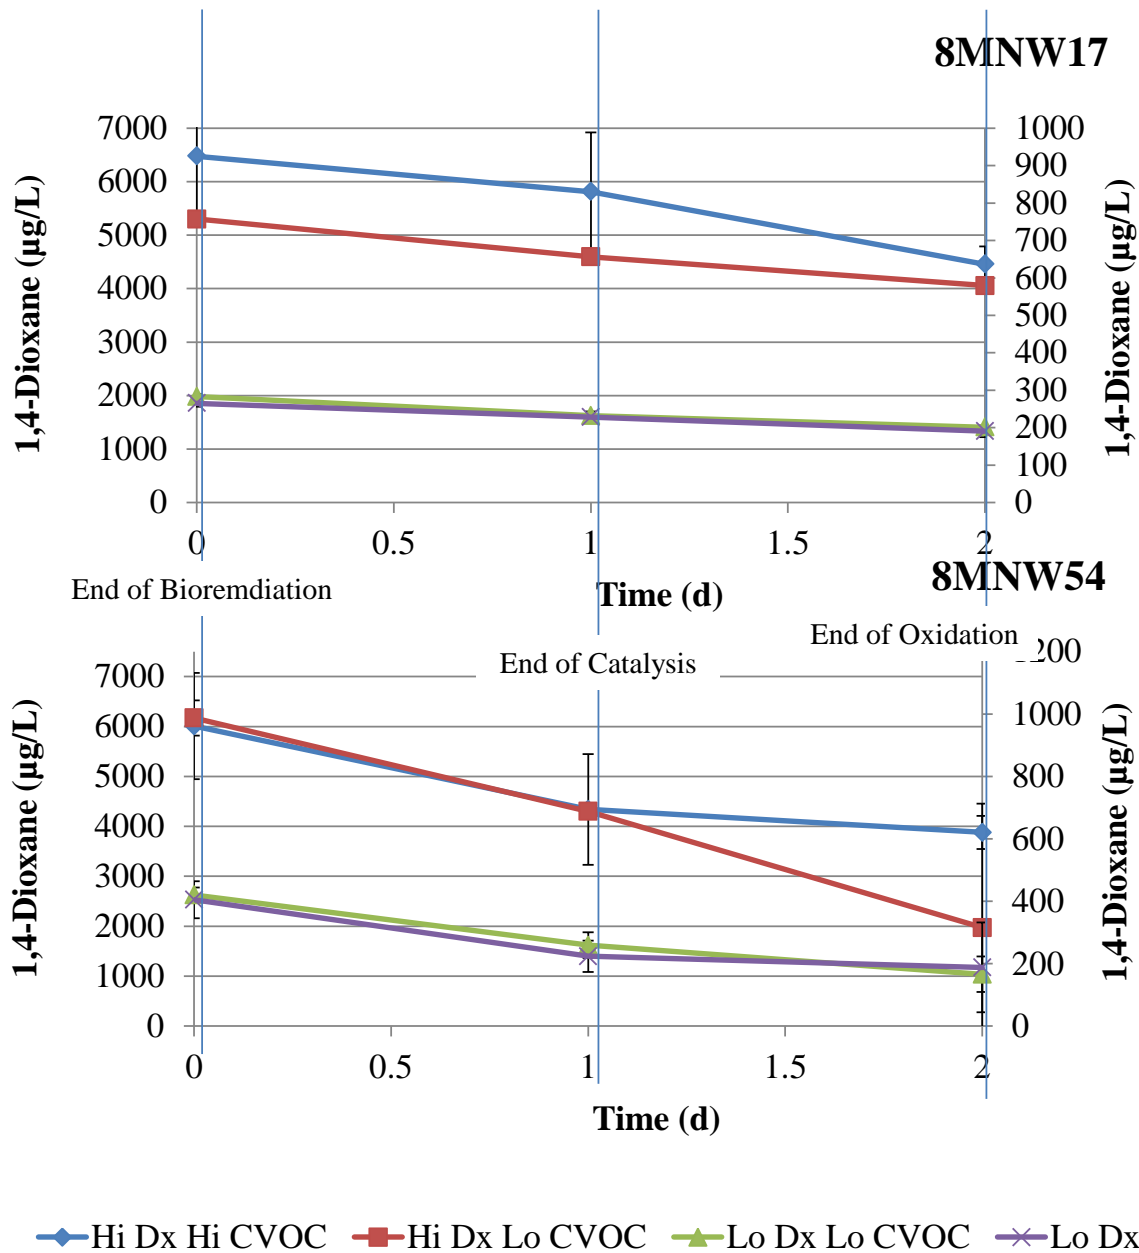 8MNW17
1,4-Dioxane (µg/L)
7000
6000
5000
4000
3000
2000
1000
0
1000
900
800
700
600
500
400
300
200
100
0
1,4-Dioxane (µg/L)
0 0.5 1 1.5 2
Time (d)
End of Bioremdiation
8MNW54
End of Oxidation
End of Catalysis
1,4-Dioxane (µg/L)
7000
6000
5000
4000
3000
2000
1000
0
1000
800
600
400
200
0
1,4-Dioxane (µg/L)
0 0.5 1 1.5 2
Time (d)
Hi Dx Hi CVOC Hi Dx Lo CVOC Lo Dx Lo CVOC Lo Dx